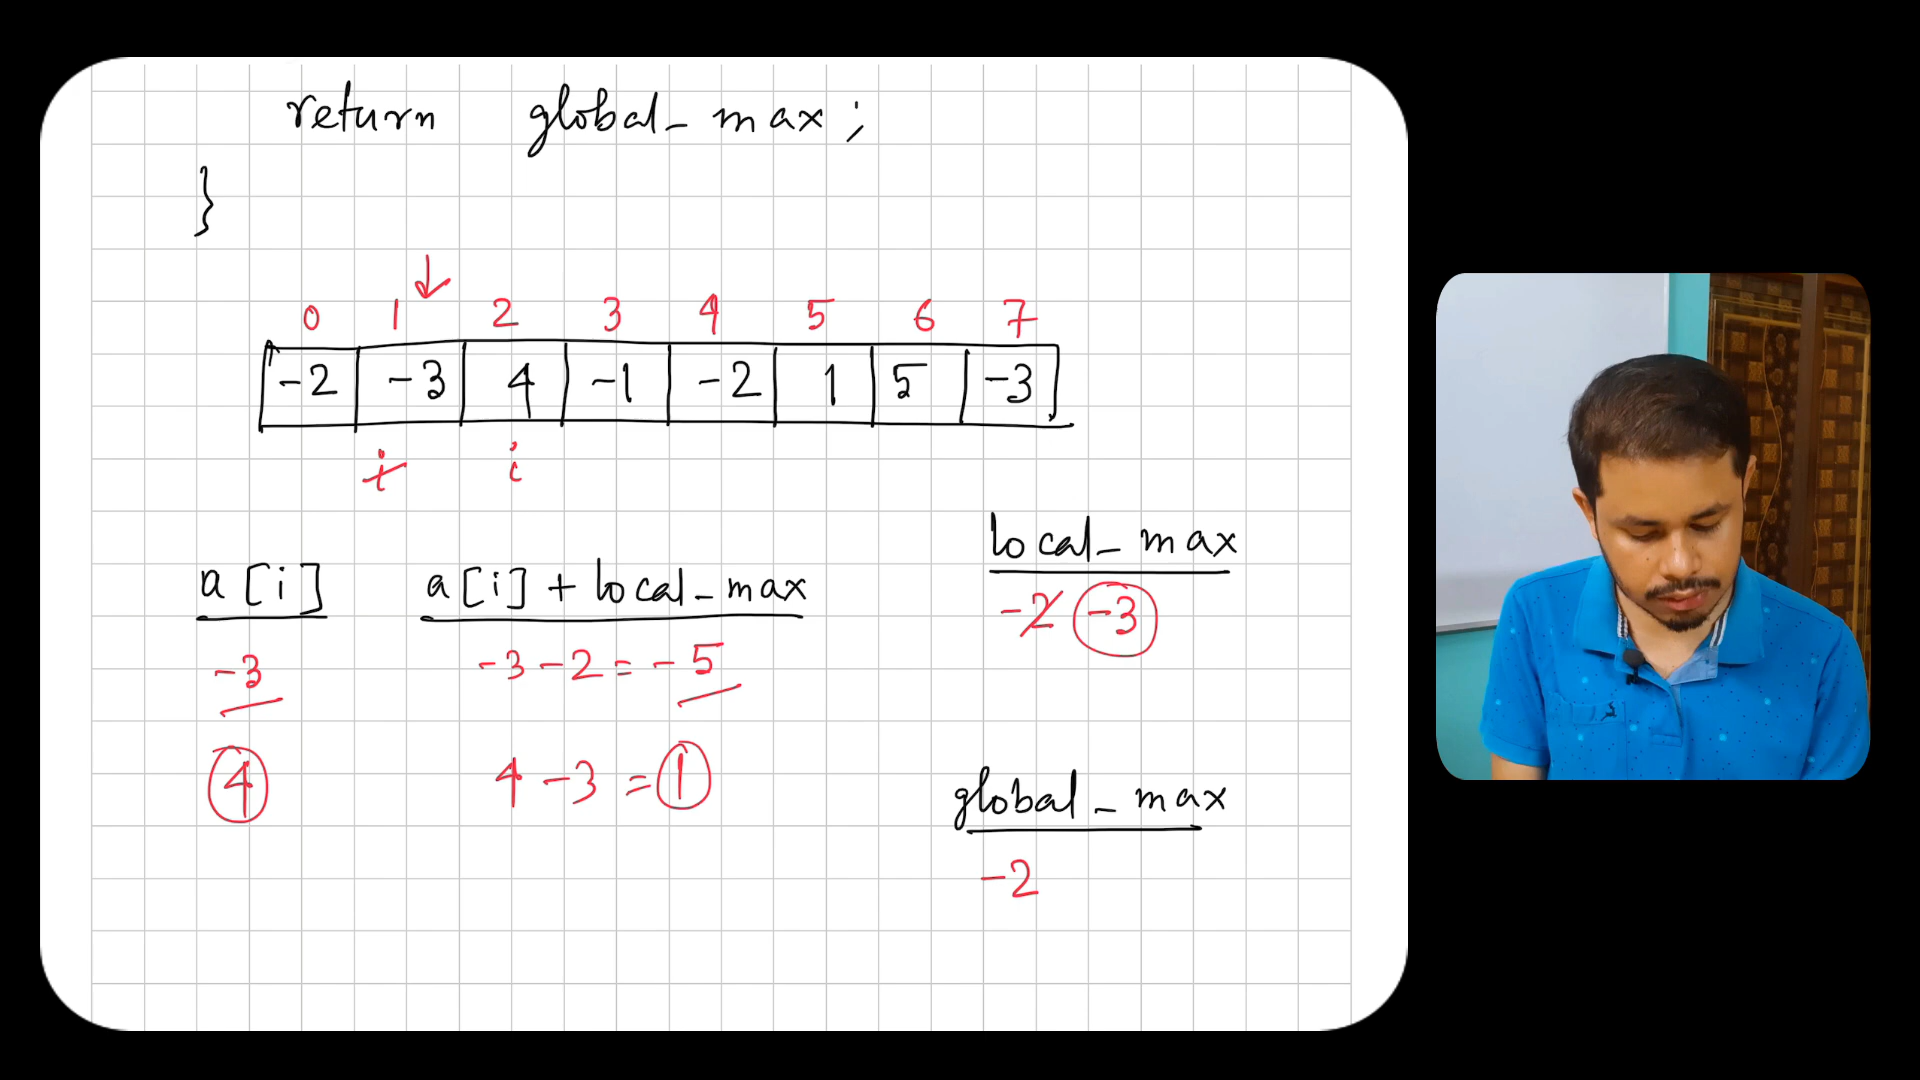 return global_max;
}
0 1 2 3 4 5 6 7
-2 -3 4 -1 -2 1 5 -3
i i
local_max
-2 -3
a[i] a[i]+local_max
-3 -3-2=-5
4 4-3=1
global_max
-2